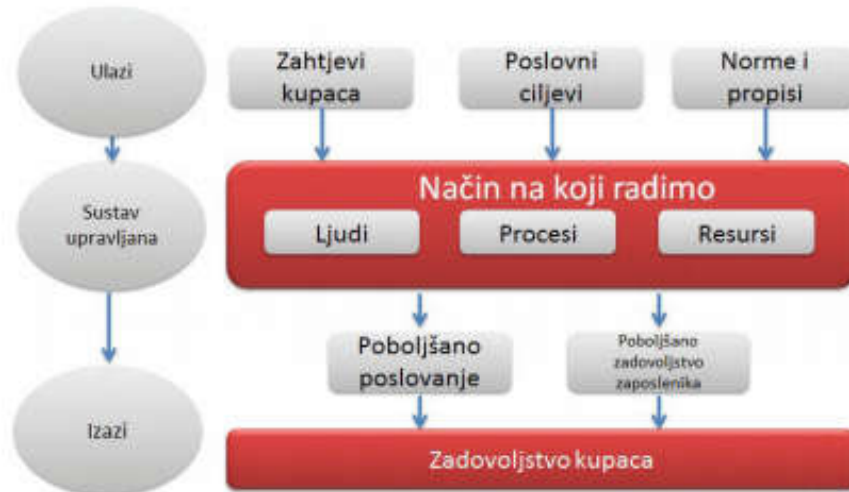 Ulazi
Zahtjevi
kupaca
Poslovni
ciljevi
Norme i
propisi
Sustav
upravljana
Način na koji radimo
Ljudi
Procesi
Resursi
Poboljšano
poslovanje
Poboljšano
zadovoljstvo
zaposlenika
Izazi
Zadovoljstvo kupaca